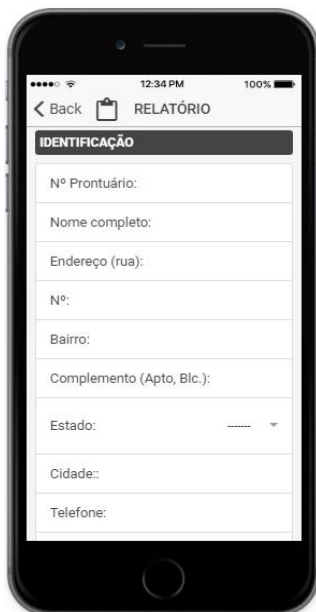 12:34 PM 100%
Back RELATÓRIO
IDENTIFICAÇÃO
Nº Prontuário:
Nome completo:
Endereço (rua):
Nº:
Bairro:
Complemento (Apto, Blc.):
Estado: -------
Cidade::
Telefone: